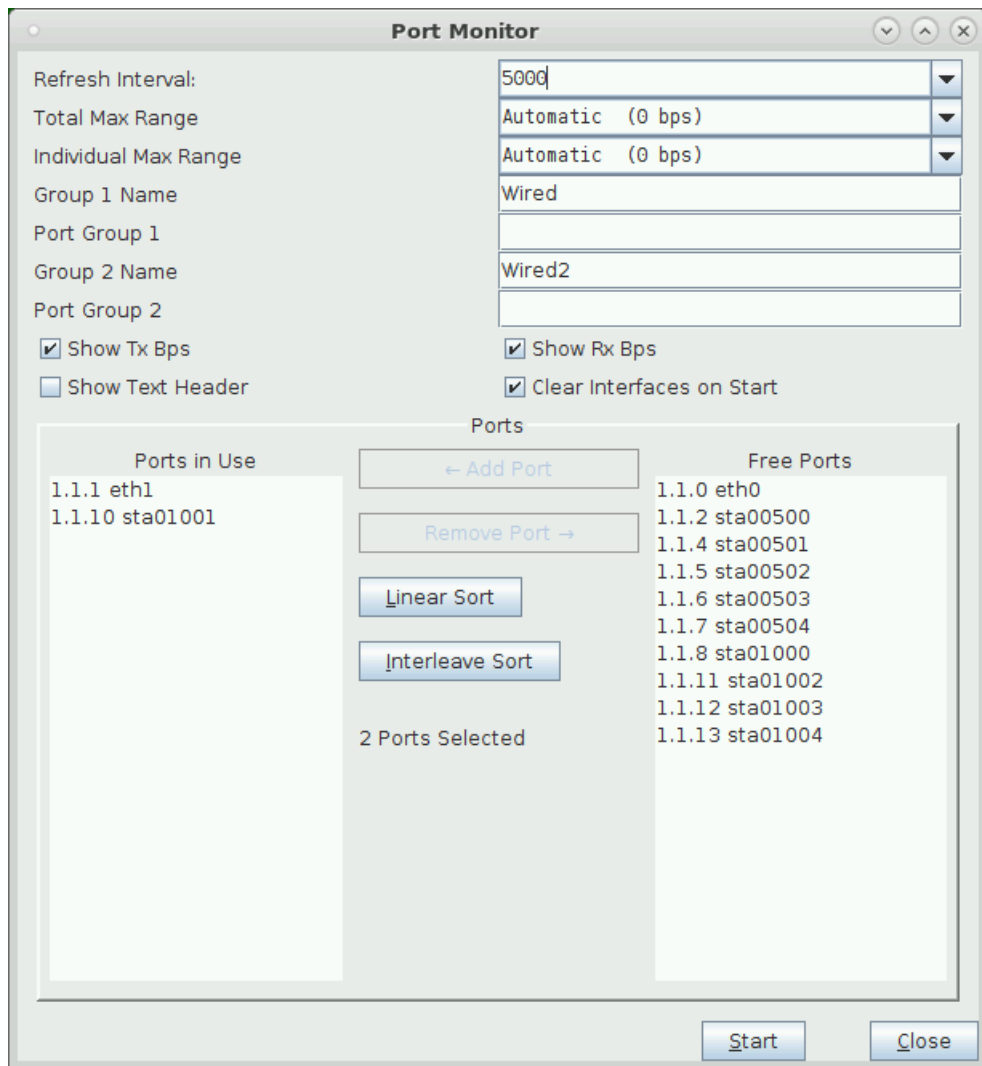 Port Monitor
Refresh Interval: 5000
Total Max Range Automatic (0 bps)
Individual Max Range Automatic (0 bps)
Group 1 Name Wired
Port Group 1
Group 2 Name Wired2
Port Group 2
Show Tx Bps Show Rx Bps
Show Text Header Clear Interfaces on Start
Ports
Ports in Use
1.1.1 eth1
1.1.10 sta01001
← Add Port
Remove Port →
Linear Sort
Interleave Sort
2 Ports Selected
Free Ports
1.1.0 eth0
1.1.2 sta00500
1.1.4 sta00501
1.1.5 sta00502
1.1.6 sta00503
1.1.7 sta00504
1.1.8 sta01000
1.1.11 sta01002
1.1.12 sta01003
1.1.13 sta01004
Start Close